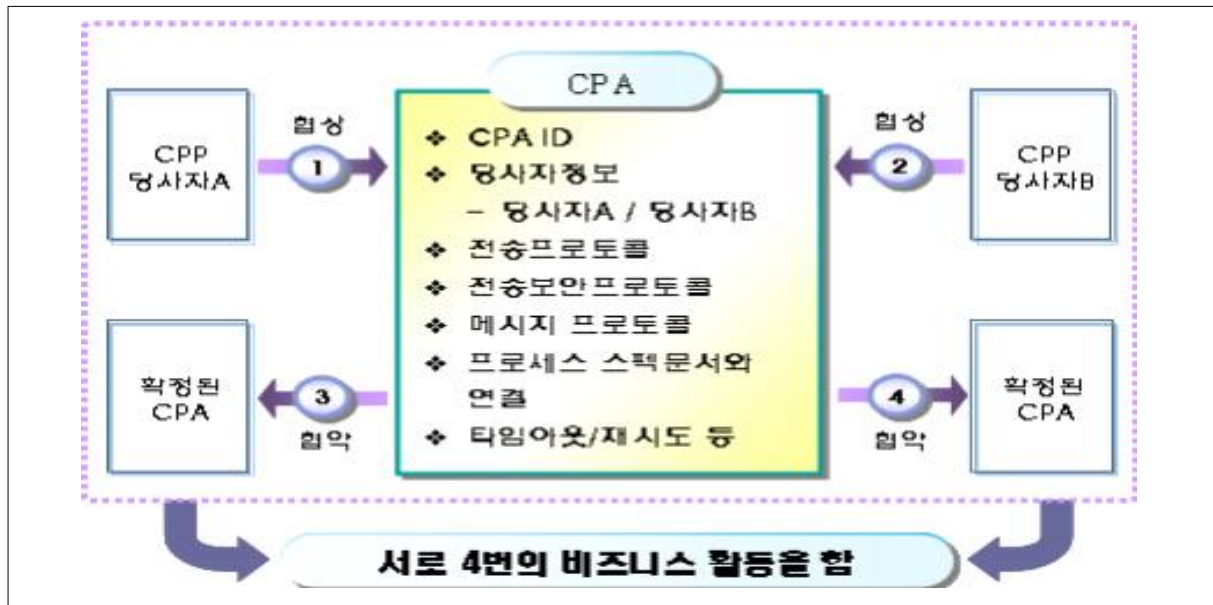 CPA
협상
1
협상
2
CPP
당사자A
CPP
당사자B
❖ CPA ID
❖ 당사자정보
– 당사자A / 당사자B
❖ 전송프로토콜
❖ 전송보안프로토콜
❖ 메시지 프로토콜
❖ 프로세스 스펙문서와
연결
❖ 타임아웃/재시도 등
확정된
CPA
3
협약
4
협약
확정된
CPA
서로 4번의 비즈니스 활동을 함